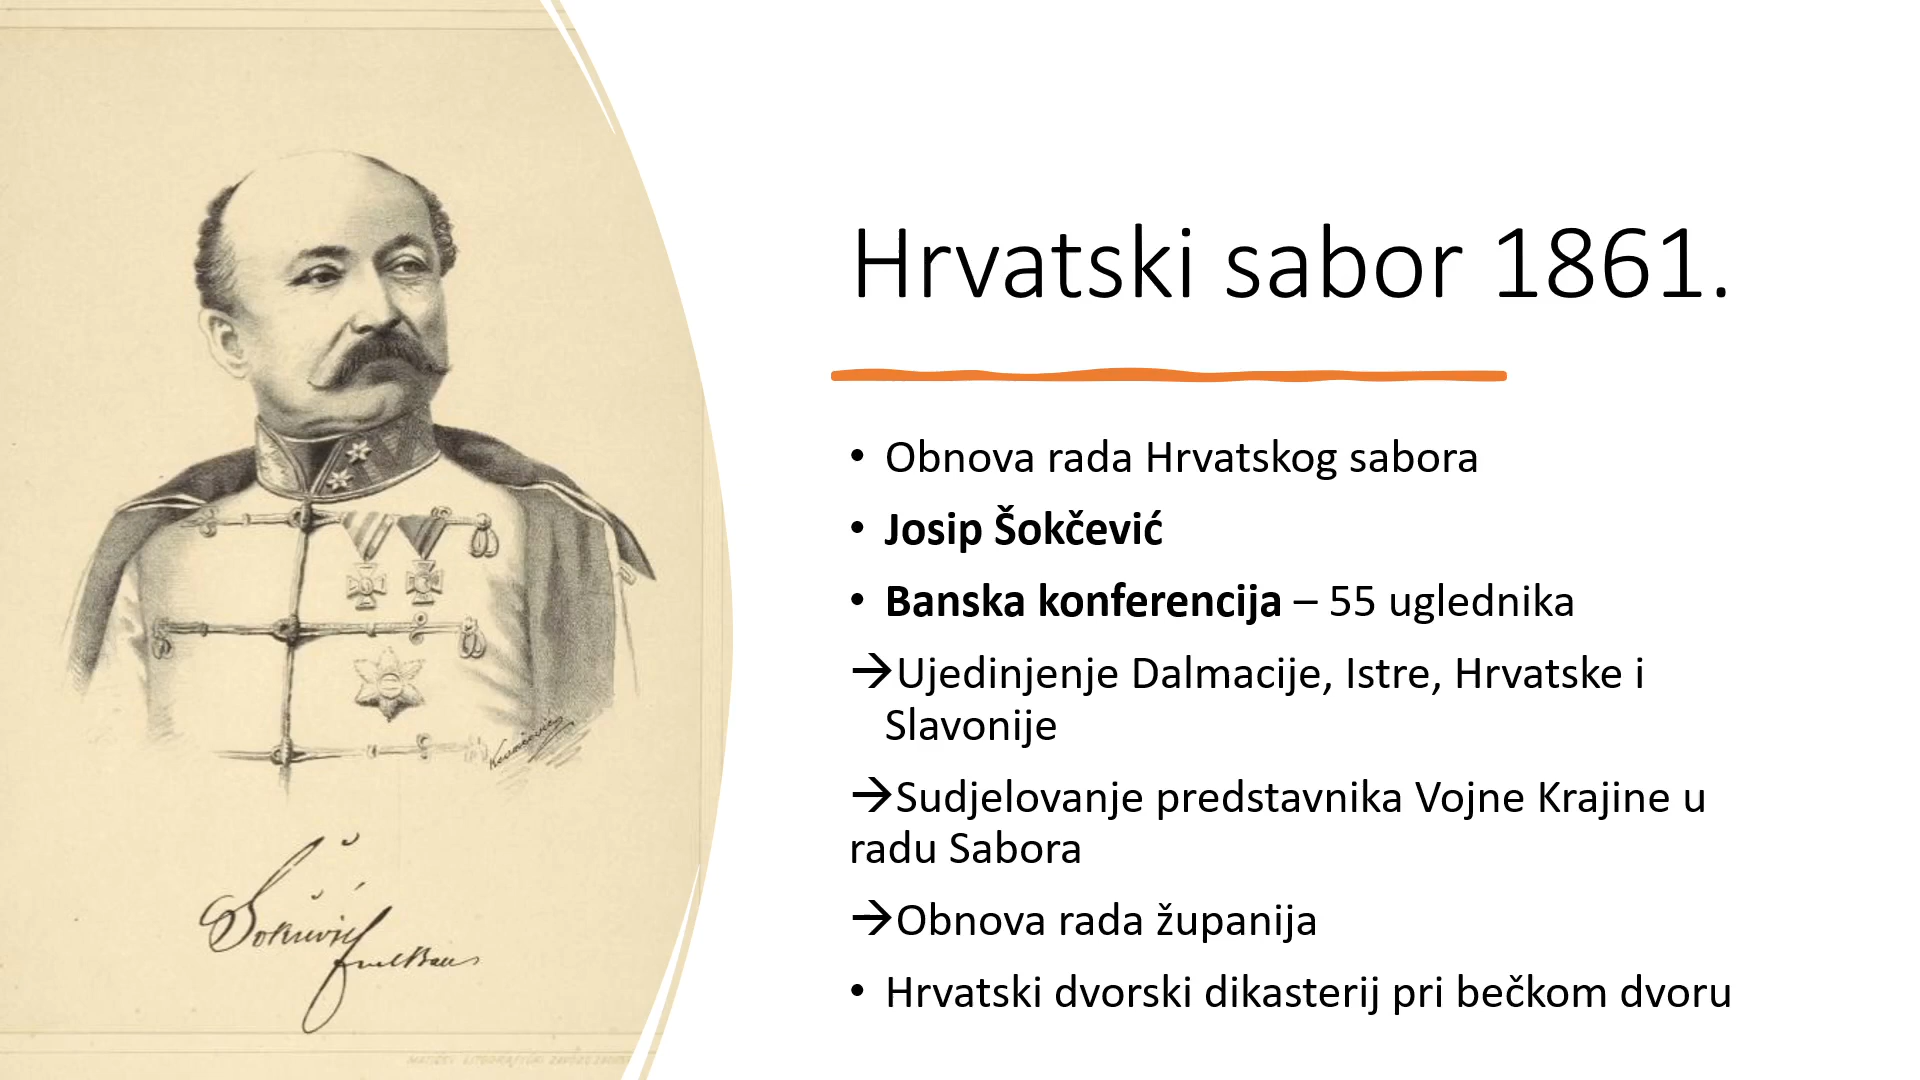 Hrvatski sabor 1861.
• Obnova rada Hrvatskog sabora
• Josip Šokčević
• Banska konferencija – 55 uglednika
→Ujedinjenje Dalmacije, Istre, Hrvatske i
Slavonije
→Sudjelovanje predstavnika Vojne Krajine u
radu Sabora
→Obnova rada županija
• Hrvatski dvorski dikasterij pri bečkom dvoru